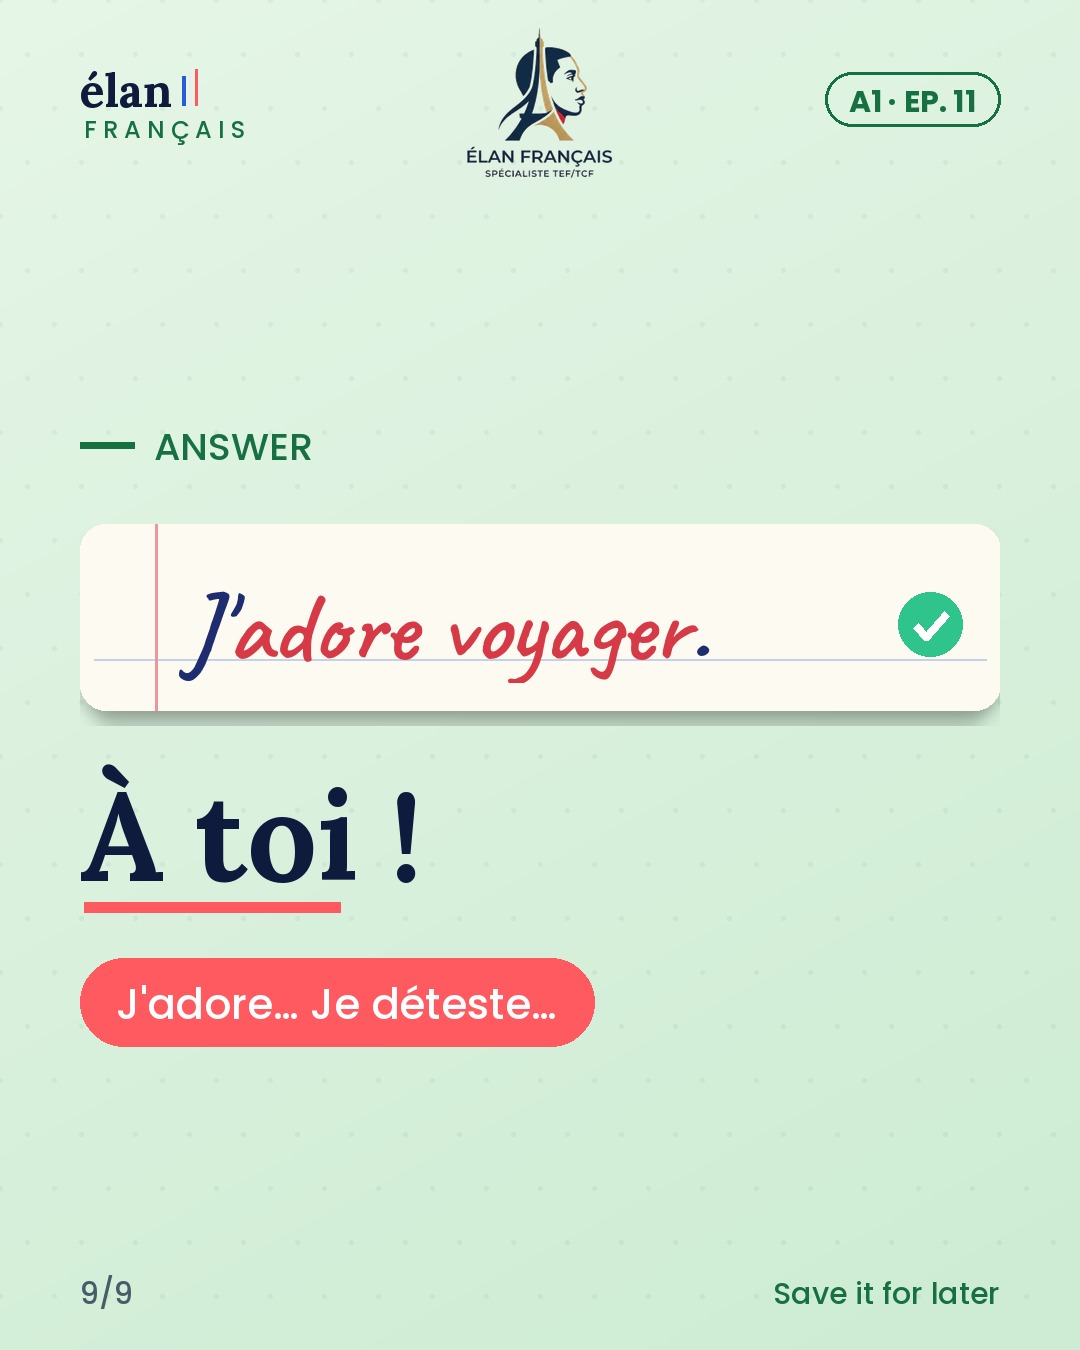 élan
FRANÇAIS
ÉLAN FRANÇAIS
SPÉCIALISTE TEF/TCF
A1 · EP. 11
ANSWER
J'adore voyager.
À toi !
J'adore... Je déteste...
9/9
Save it for later